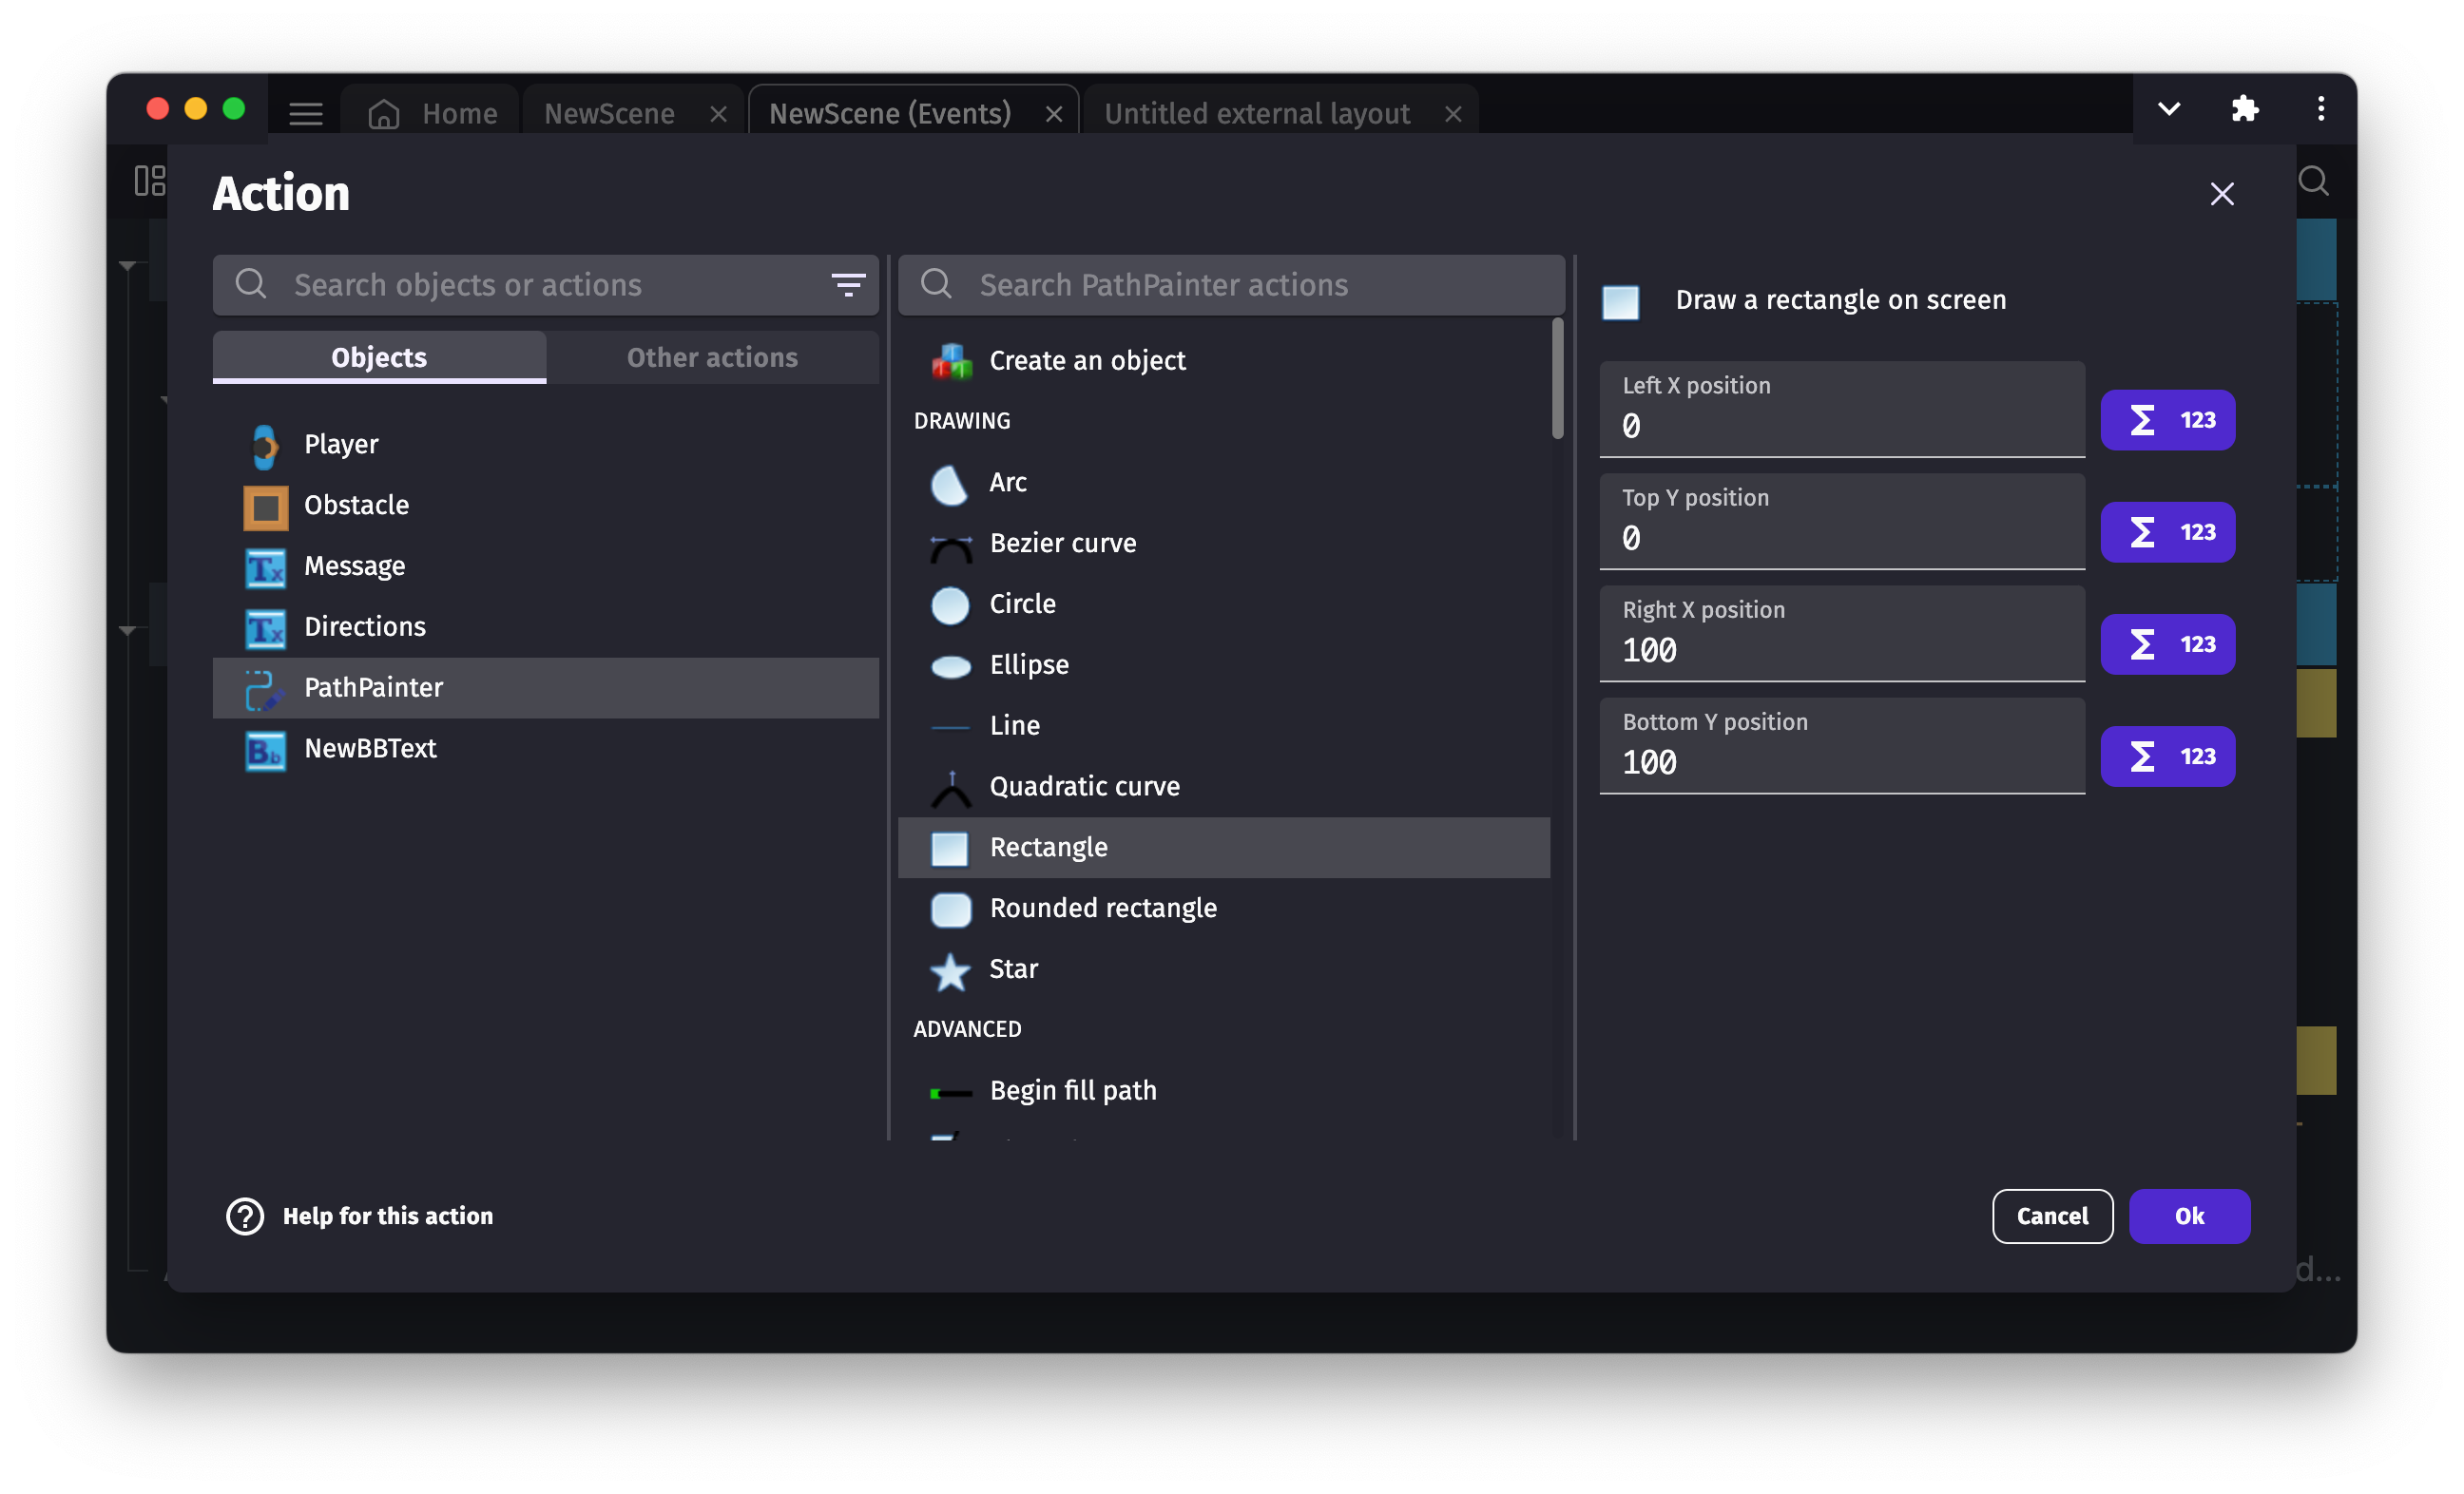 Home
NewScene
NewScene (Events)
Untitled external layout
Action
Search objects or actions
Objects
Other actions
Player
Obstacle
Message
Directions
PathPainter
NewBBText
Search PathPainter actions
Create an object
DRAWING
Arc
Bezier curve
Circle
Ellipse
Line
Quadratic curve
Rectangle
Rounded rectangle
Star
ADVANCED
Begin fill path
Draw a rectangle on screen
Left X position
0
Σ 123
Top Y position
0
Σ 123
Right X position
100
Σ 123
Bottom Y position
100
Σ 123
Help for this action
Cancel
Ok
d...